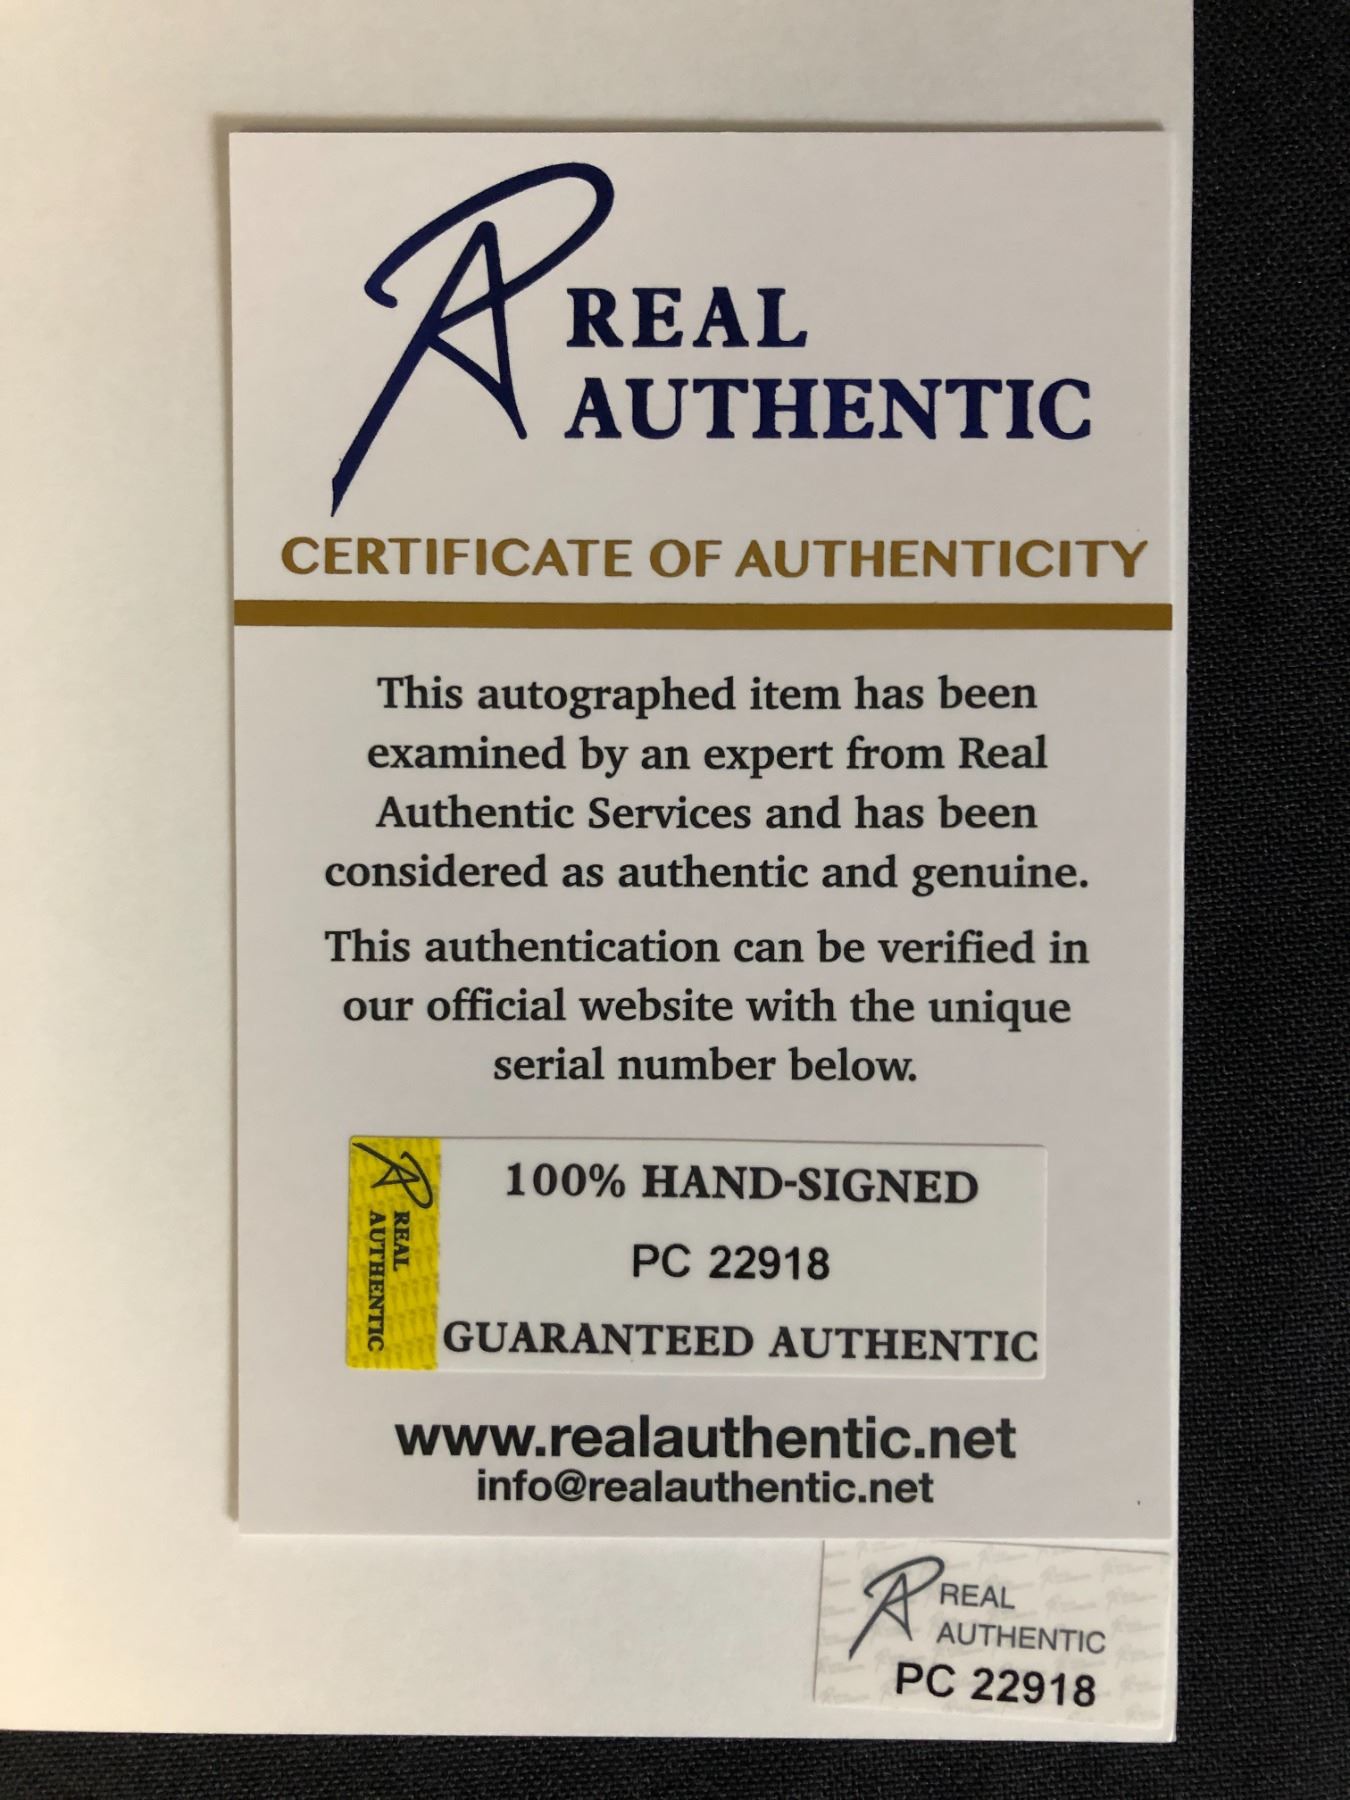 REAL
AUTHENTIC
CERTIFICATE OF AUTHENTICITY
This autographed item has been
examined by an expert from Real
Authentic Services and has been
considered as authentic and genuine.
This authentication can be verified in
our official website with the unique
serial number below.
REAL
AUTHENTIC
100% HAND-SIGNED
PC 22918
GUARANTEED AUTHENTIC
www.realauthentic.net
info@realauthentic.net
REAL
AUTHENTIC
PC 22918